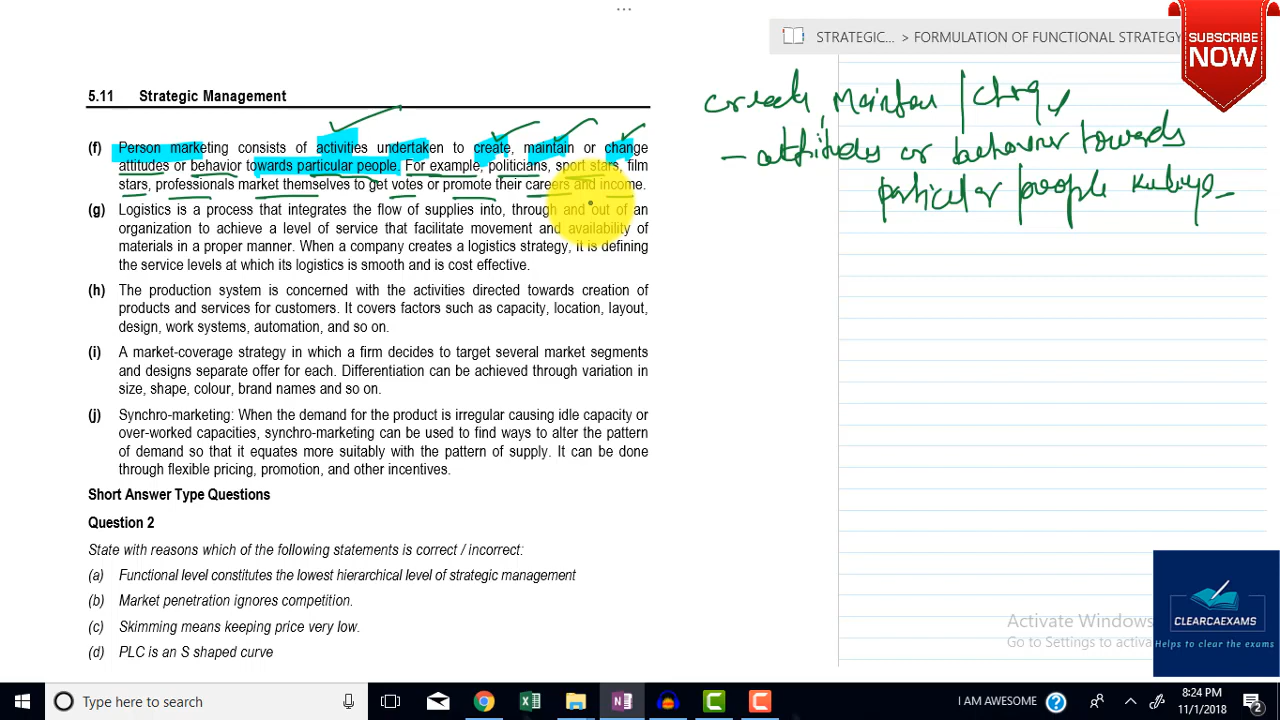 ...
STRATEGIC... > FORMULATION OF FUNCTIONAL STRATEGY
SUBSCRIBE
NOW
5.11 Strategic Management
(f) Person marketing consists of activities undertaken to create, maintain or change
attitudes or behavior towards particular people. For example, politicians, sport stars, film
stars, professionals market themselves to get votes or promote their careers and income.
(g) Logistics is a process that integrates the flow of supplies into, through and out of an
organization to achieve a level of service that facilitate movement and availability of
materials in a proper manner. When a company creates a logistics strategy, it is defining
the service levels at which its logistics is smooth and is cost effective.
(h) The production system is concerned with the activities directed towards creation of
products and services for customers. It covers factors such as capacity, location, layout,
design, work systems, automation, and so on.
(i) A market-coverage strategy in which a firm decides to target several market segments
and designs separate offer for each. Differentiation can be achieved through variation in
size, shape, colour, brand names and so on.
(j) Synchro-marketing: When the demand for the product is irregular causing idle capacity or
over-worked capacities, synchro-marketing can be used to find ways to alter the pattern
of demand so that it equates more suitably with the pattern of supply. It can be done
through flexible pricing, promotion, and other incentives.
Short Answer Type Questions
Question 2
State with reasons which of the following statements is correct / incorrect:
(a) Functional level constitutes the lowest hierarchical level of strategic management
(b) Market penetration ignores competition.
(c) Skimming means keeping price very low.
(d) PLC is an S shaped curve
- attitudes or behaviour towards
particular people
Activate Windows
Go to Settings to activa
CLEARCAEXAMS
Helps to clear the exams
Type here to search
I AM AWESOME
8:24 PM
11/1/2018
2